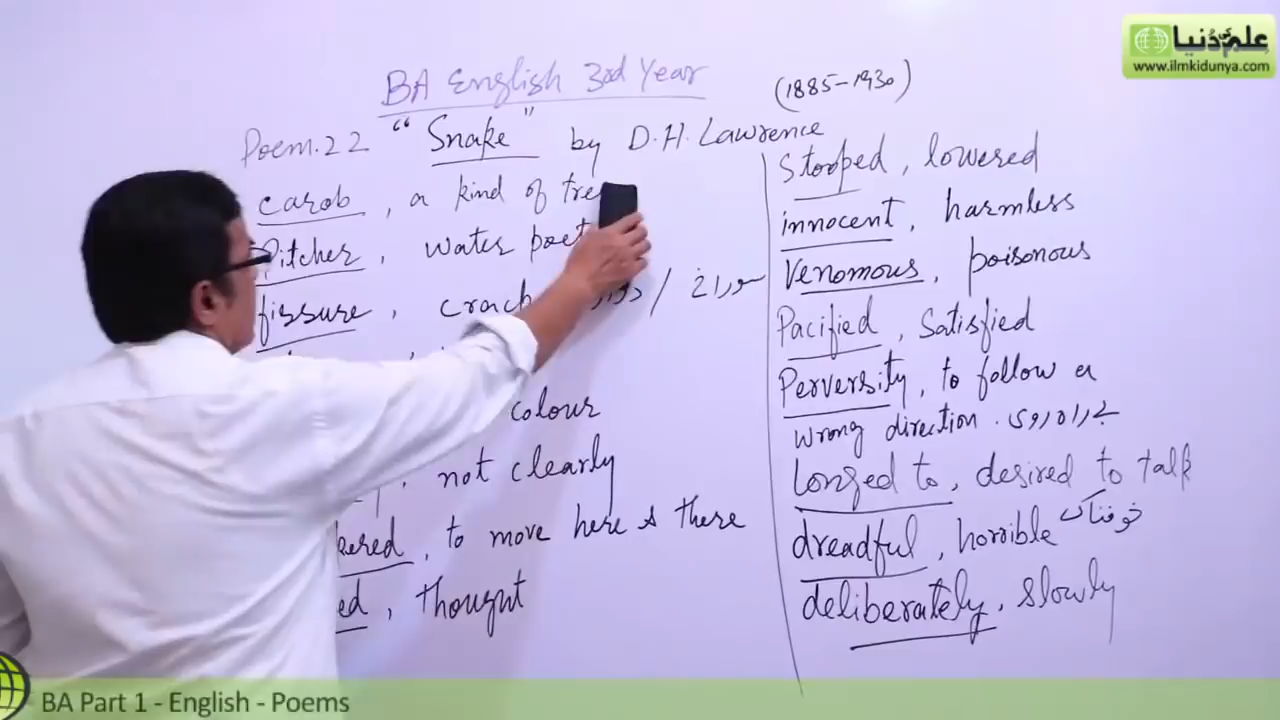 علم کی دنیا
www.ilmkidunya.com
BA English 3rd Year
(1885-1930)
Poem.22 "Snake" by D.H. Lawrence
carob, a kind of tre
Pitcher, water poet
fissure, crack / سوراخ
colour
not clearly
kered, to move here & there
ed, thought
Stooped, lowered
innocent, harmless
Venomous, poisonous
Pacified, Satisfied
Perversity, to follow a
wrong direction. بے راہ روی
Longed to, desired to talk
dreadful, horrible خوفناک
deliberately, slowly
BA Part 1 - English - Poems